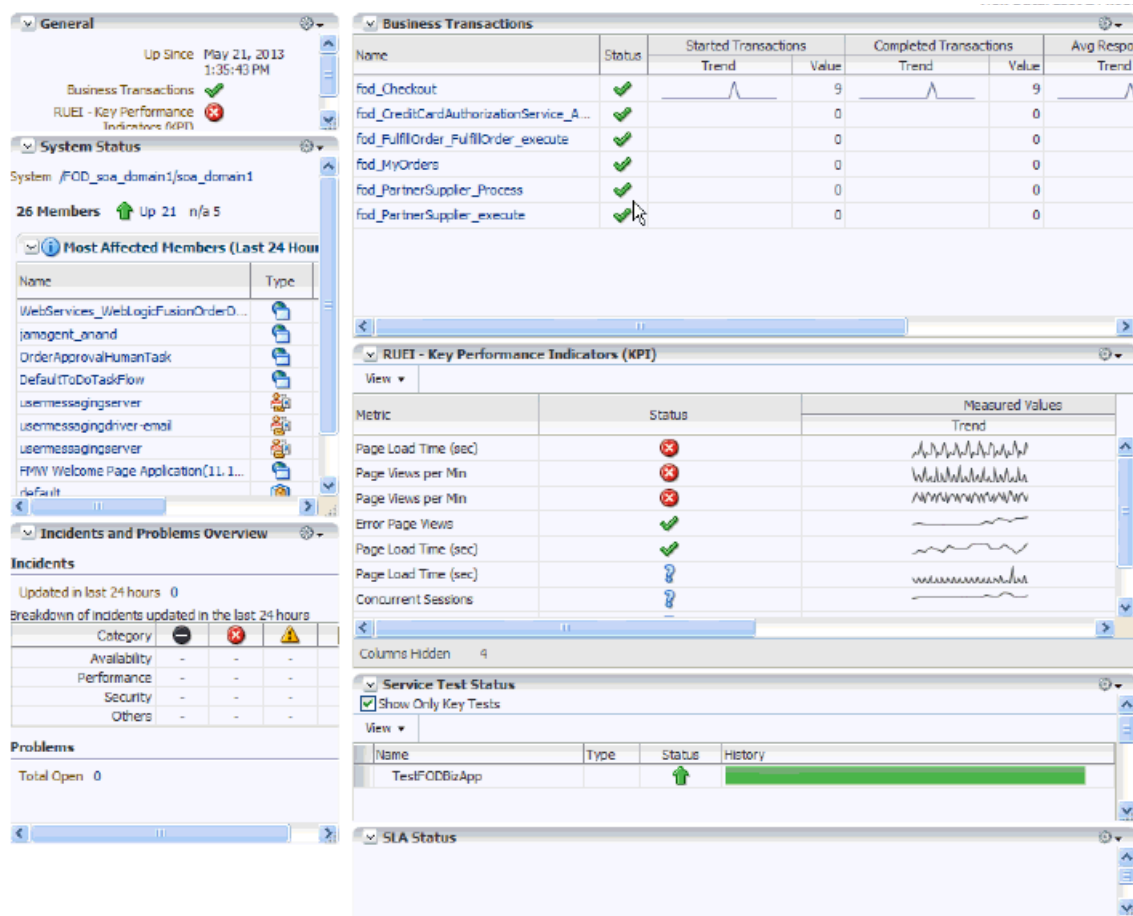 General
Up Since May 21, 2013
1:35:43 PM
Business Transactions
RUEI - Key Performance
Indicators (KPI)
System Status
System /FOD_soa_domain1/soa_domain1
26 Members Up 21 n/a 5
Most Affected Members (Last 24 Hour
Name Type
WebServices_WebLogicFusionOrderD...
jamagent_anand
OrderApprovalHumanTask
DefaultToDoTaskFlow
usermessagingserver
usermessagingdriver-email
usermessagingserver
FMW Welcome Page Application(11.1...
default
Incidents and Problems Overview
Incidents
Updated in last 24 hours 0
Breakdown of incidents updated in the last 24 hours
Category
Availability - - -
Performance - - -
Security - - -
Others - - -
Problems
Total Open 0
Business Transactions
Name Status Started Transactions Completed Transactions Avg Respo
Trend Value Trend Value Trend
fod_Checkout 9 9
fod_CreditCardAuthorizationService_A... 0 0
fod_FulfillOrder_FulfillOrder_execute 0 0
fod_MyOrders 0 0
fod_PartnerSupplier_Process 0 0
fod_PartnerSupplier_execute 0 0
RUEI - Key Performance Indicators (KPI)
View
Metric Status Measured Values
Trend
Page Load Time (sec)
Page Views per Min
Page Views per Min
Error Page Views
Page Load Time (sec)
Page Load Time (sec)
Concurrent Sessions
Columns Hidden 4
Service Test Status
Show Only Key Tests
View
Name Type Status History
TestFODBizApp
SLA Status